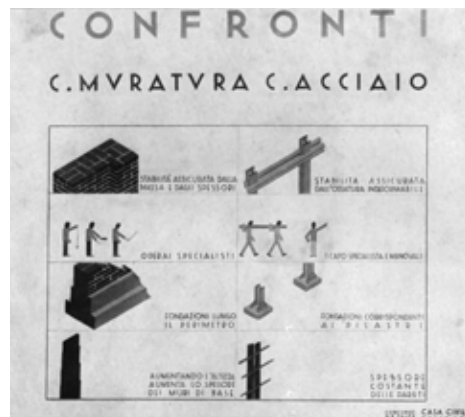 CONFRONTI
C.MVRATVRA C.ACCIAIO
STABILITÀ ASSICURATA DALLA
MASSA E DAGLI SPESSORI
STABILITÀ ASSICURATA
DALL'OSSATURA INDEFORMABILE
OPERAI SPECIALISTI
1 CAPO SPECIALISTA E MANOVALI
FONDAZIONI LUNGO
IL PERIMETRO
FONDAZIONI CORRISPONDENTI
AI PILASTRI
AUMENTANDO L'ALTEZZA
AUMENTA LO SPESSORE
DEI MURI DI BASE
SPESSORE
COSTANTE
DELLE PARETI
CASA